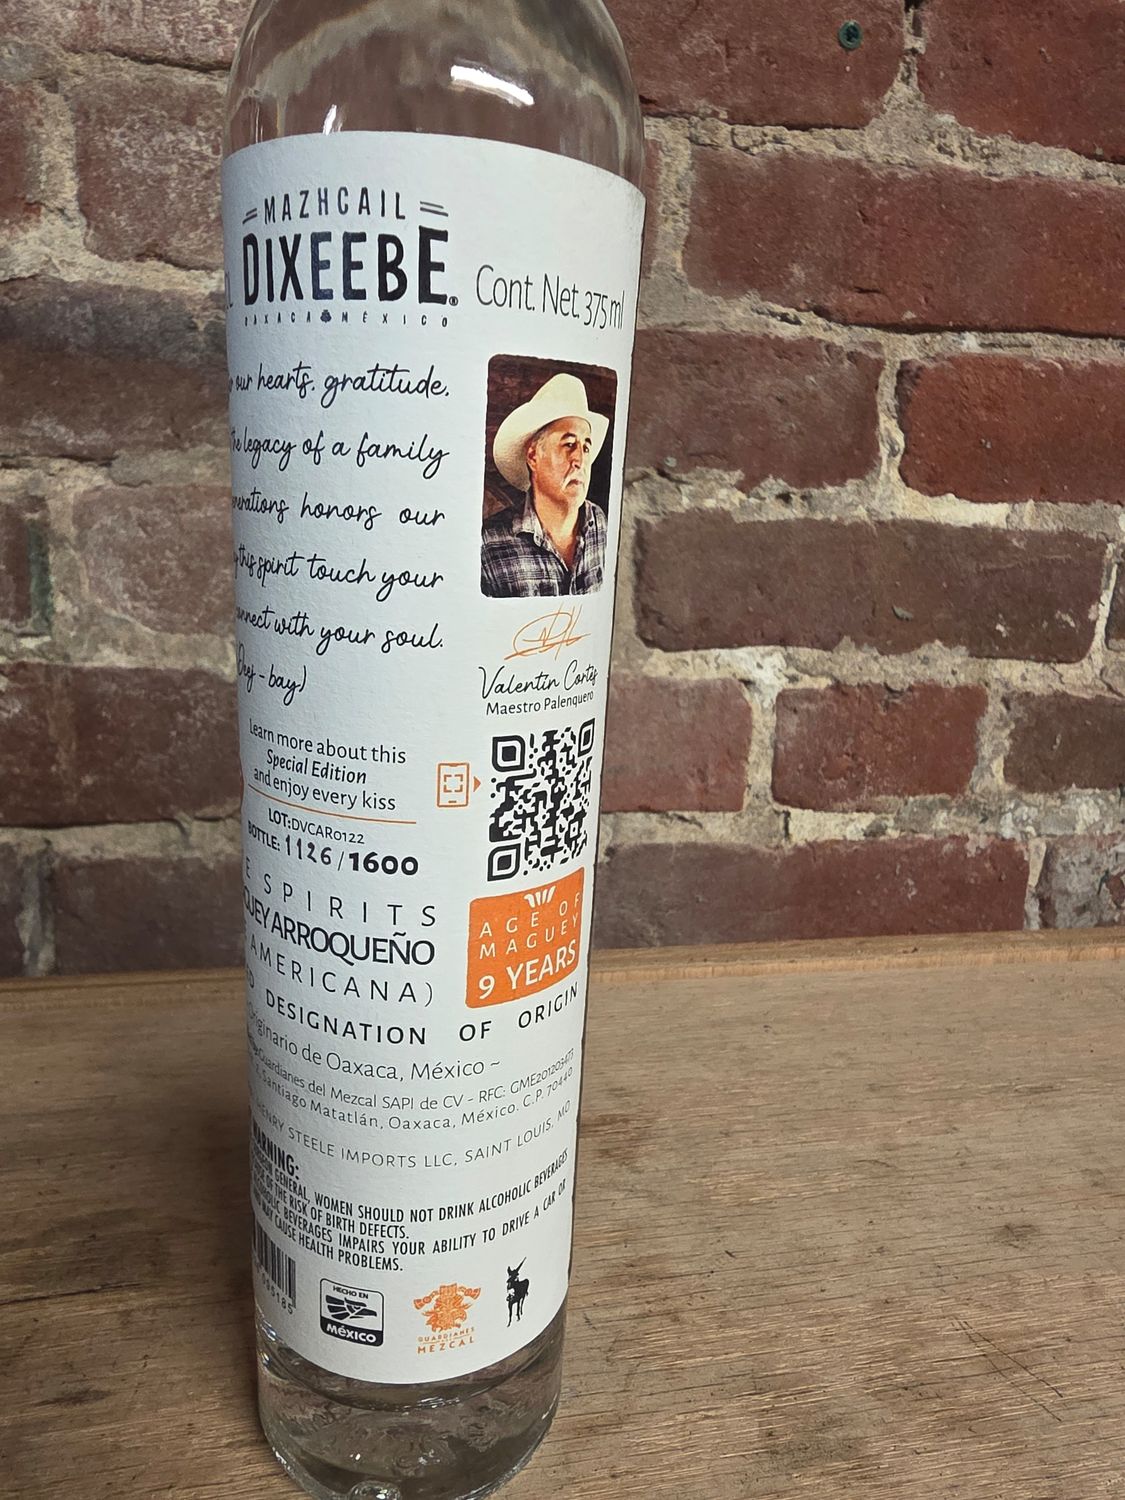 MAZHCAIL
DIXEEBE®
OAXACA MÉXICO
Cont. Net. 375 ml
our hearts, gratitude,
the legacy of a family
honors our
this spirit touch your
with your soul.
- bay)
Valentín Cortés
Maestro Palenquero
Learn more about this
Special Edition
and enjoy every kiss
LOT:DVCAR0122
BOTTLE: 1126/1600
SPIRITS
ARROQUEÑO
AMERICANA)
AGE OF
MAGUEY
9 YEARS
DESIGNATION OF ORIGIN
Originario de Oaxaca, México ~
Guardianes del Mezcal SAPI de CV - RFC: GME201203473
Santiago Matatlán, Oaxaca, México. C.P. 70440
HENRY STEELE IMPORTS LLC, SAINT LOUIS, MO
WARNING:
GENERAL, WOMEN SHOULD NOT DRINK ALCOHOLIC BEVERAGES
OF THE RISK OF BIRTH DEFECTS.
BEVERAGES IMPAIRS YOUR ABILITY TO DRIVE A CAR OR
MAY CAUSE HEALTH PROBLEMS.
HECHO EN
MÉXICO
GUARDIANES
MEZCAL